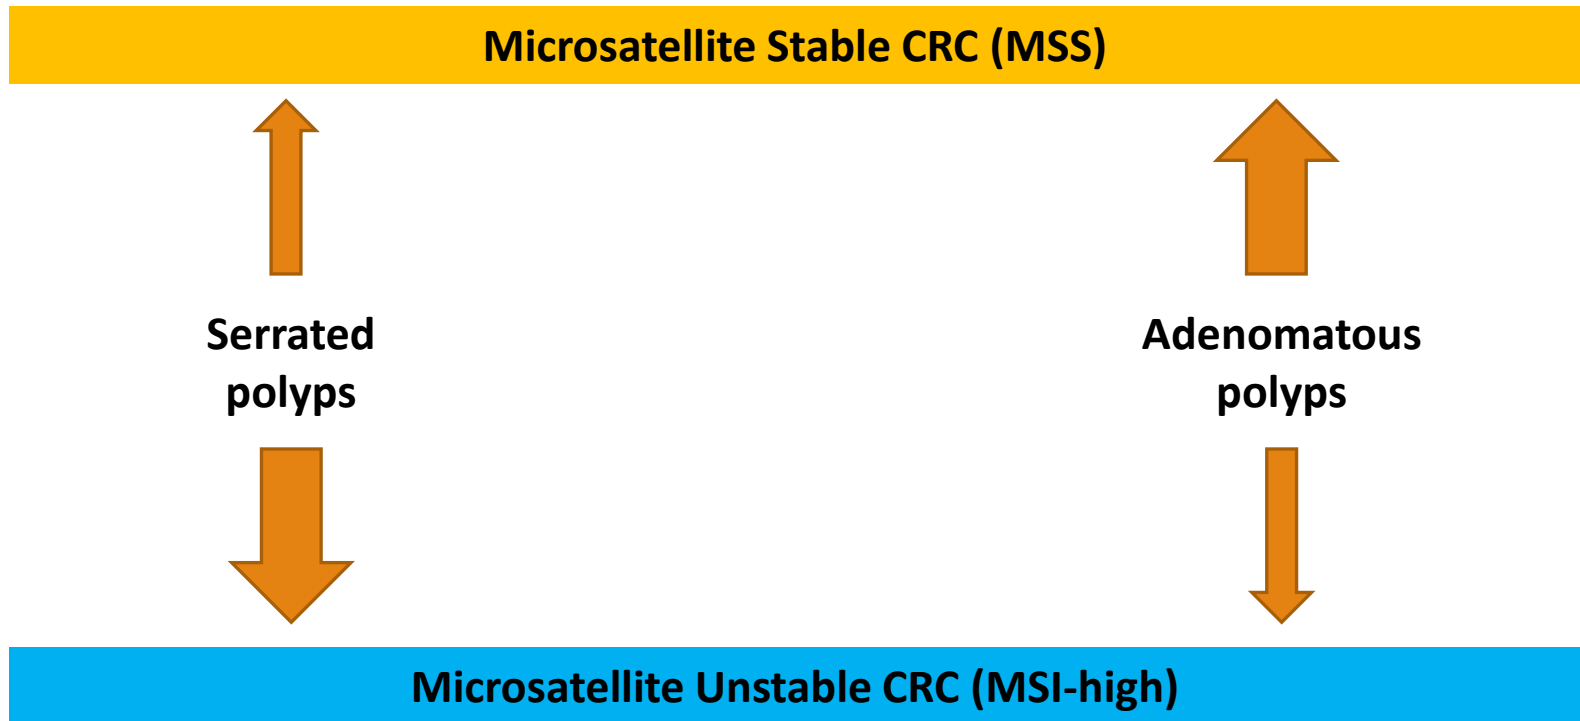 Microsatellite Stable CRC (MSS)
Serrated
polyps
Adenomatous
polyps
Microsatellite Unstable CRC (MSI-high)